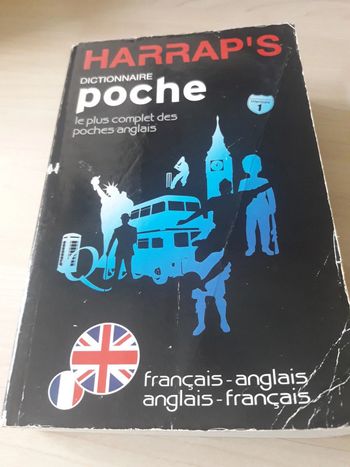 HARRAP'S
DICTIONNAIRE
poche
le plus complet des
poches anglais
1
français-anglais
anglais-français